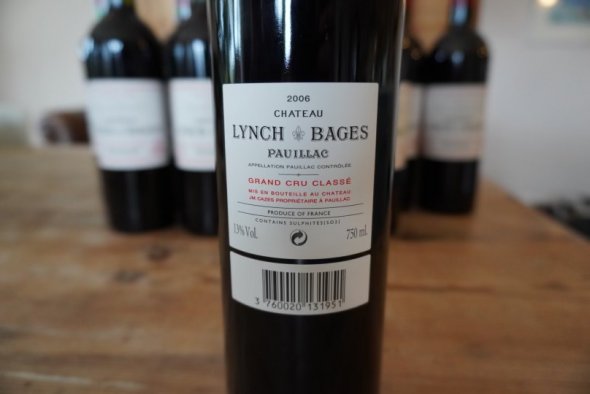 2006
CHATEAU
LYNCH BAGES
PAUILLAC
APPELLATION PAUILLAC CONTRÔLÉE
GRAND CRU CLASSÉ
MIS EN BOUTEILLE AU CHATEAU
JM.CAZES PROPRIÉTAIRE À PAUILLAC
PRODUCE OF FRANCE
CONTAINS SULPHITES(SO2)
13%Vol. 750 ml
3 760020 131951